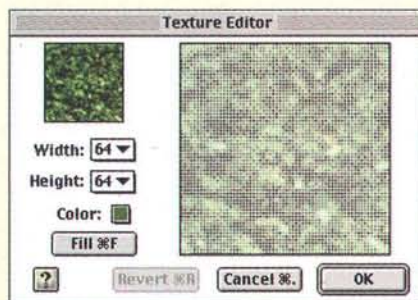 Texture Editor
Width: 64
Height: 64
Color:
Fill ⌘F
? Revert ⌘R Cancel ⌘. OK